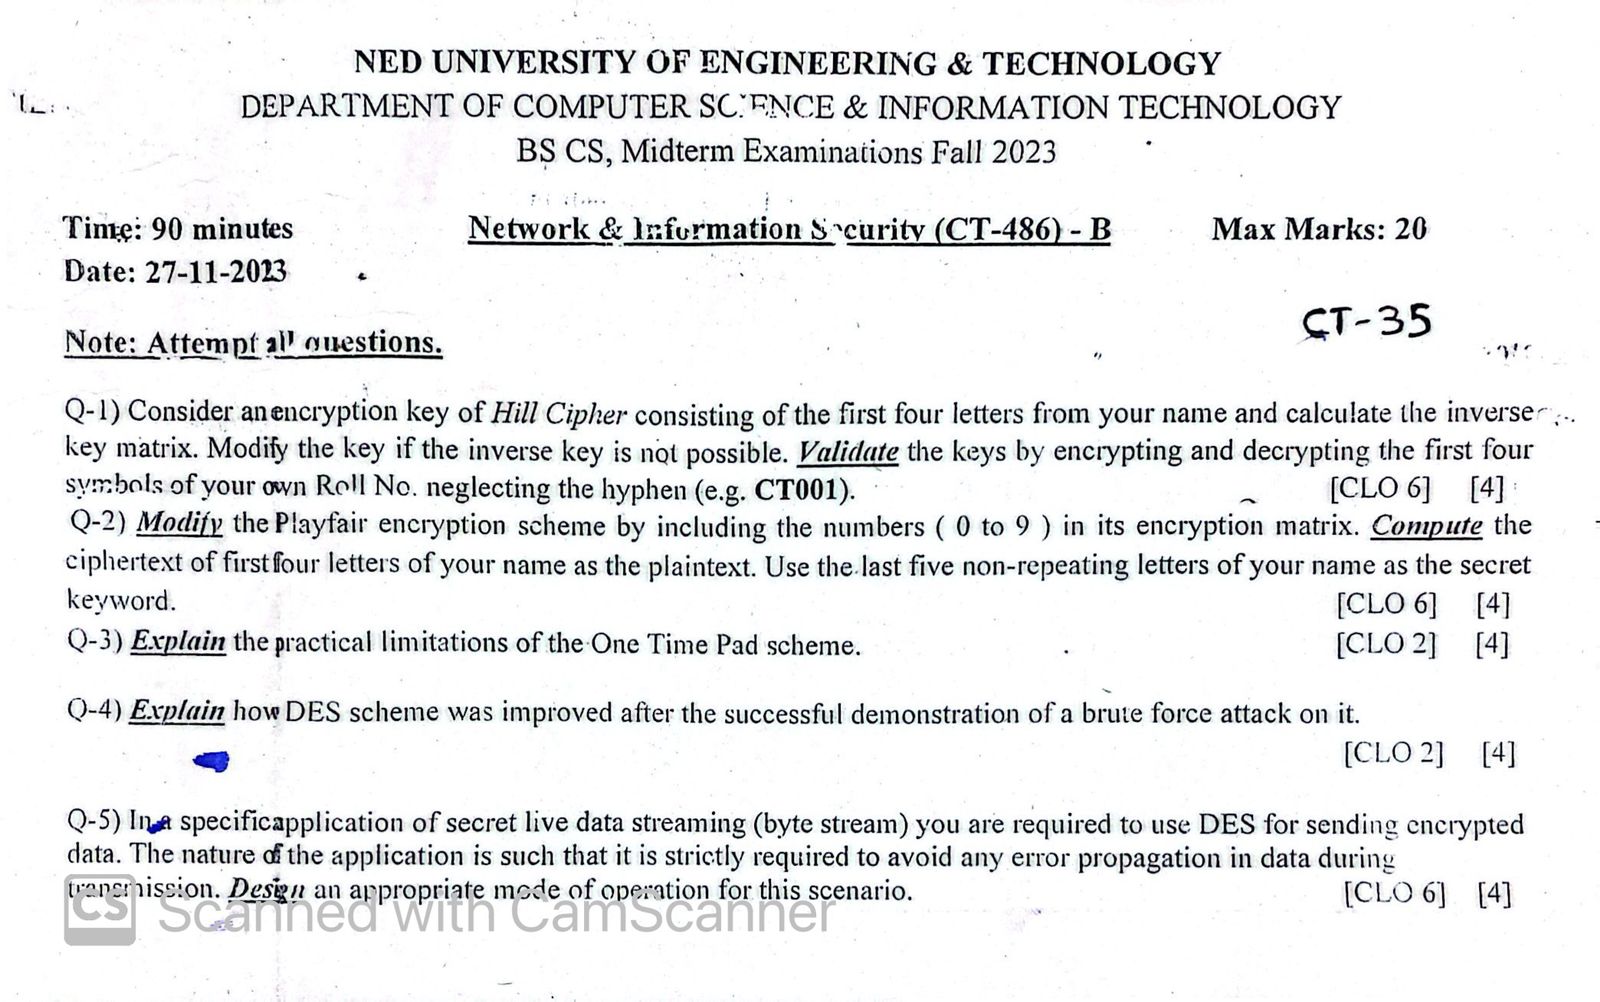 NED UNIVERSITY OF ENGINEERING & TECHNOLOGY
DEPARTMENT OF COMPUTER SCIENCE & INFORMATION TECHNOLOGY
BS CS, Midterm Examinations Fall 2023
Time: 90 minutes Network & Information Security (CT-486) - B Max Marks: 20
Date: 27-11-2023
CT-35
Note: Attempt all questions.
Q-1) Consider an encryption key of Hill Cipher consisting of the first four letters from your name and calculate the inverse
key matrix. Modify the key if the inverse key is not possible. Validate the keys by encrypting and decrypting the first four
symbols of your own Roll No. neglecting the hyphen (e.g. CT001). [CLO 6] [4]
Q-2) Modify the Playfair encryption scheme by including the numbers ( 0 to 9 ) in its encryption matrix. Compute the
ciphertext of first four letters of your name as the plaintext. Use the last five non-repeating letters of your name as the secret
keyword. [CLO 6] [4]
Q-3) Explain the practical limitations of the One Time Pad scheme. [CLO 2] [4]
Q-4) Explain how DES scheme was improved after the successful demonstration of a brute force attack on it.
[CLO 2] [4]
Q-5) In a specific application of secret live data streaming (byte stream) you are required to use DES for sending encrypted
data. The nature of the application is such that it is strictly required to avoid any error propagation in data during
transmission. Design an appropriate mode of operation for this scenario. [CLO 6] [4]
CS Scanned with CamScanner